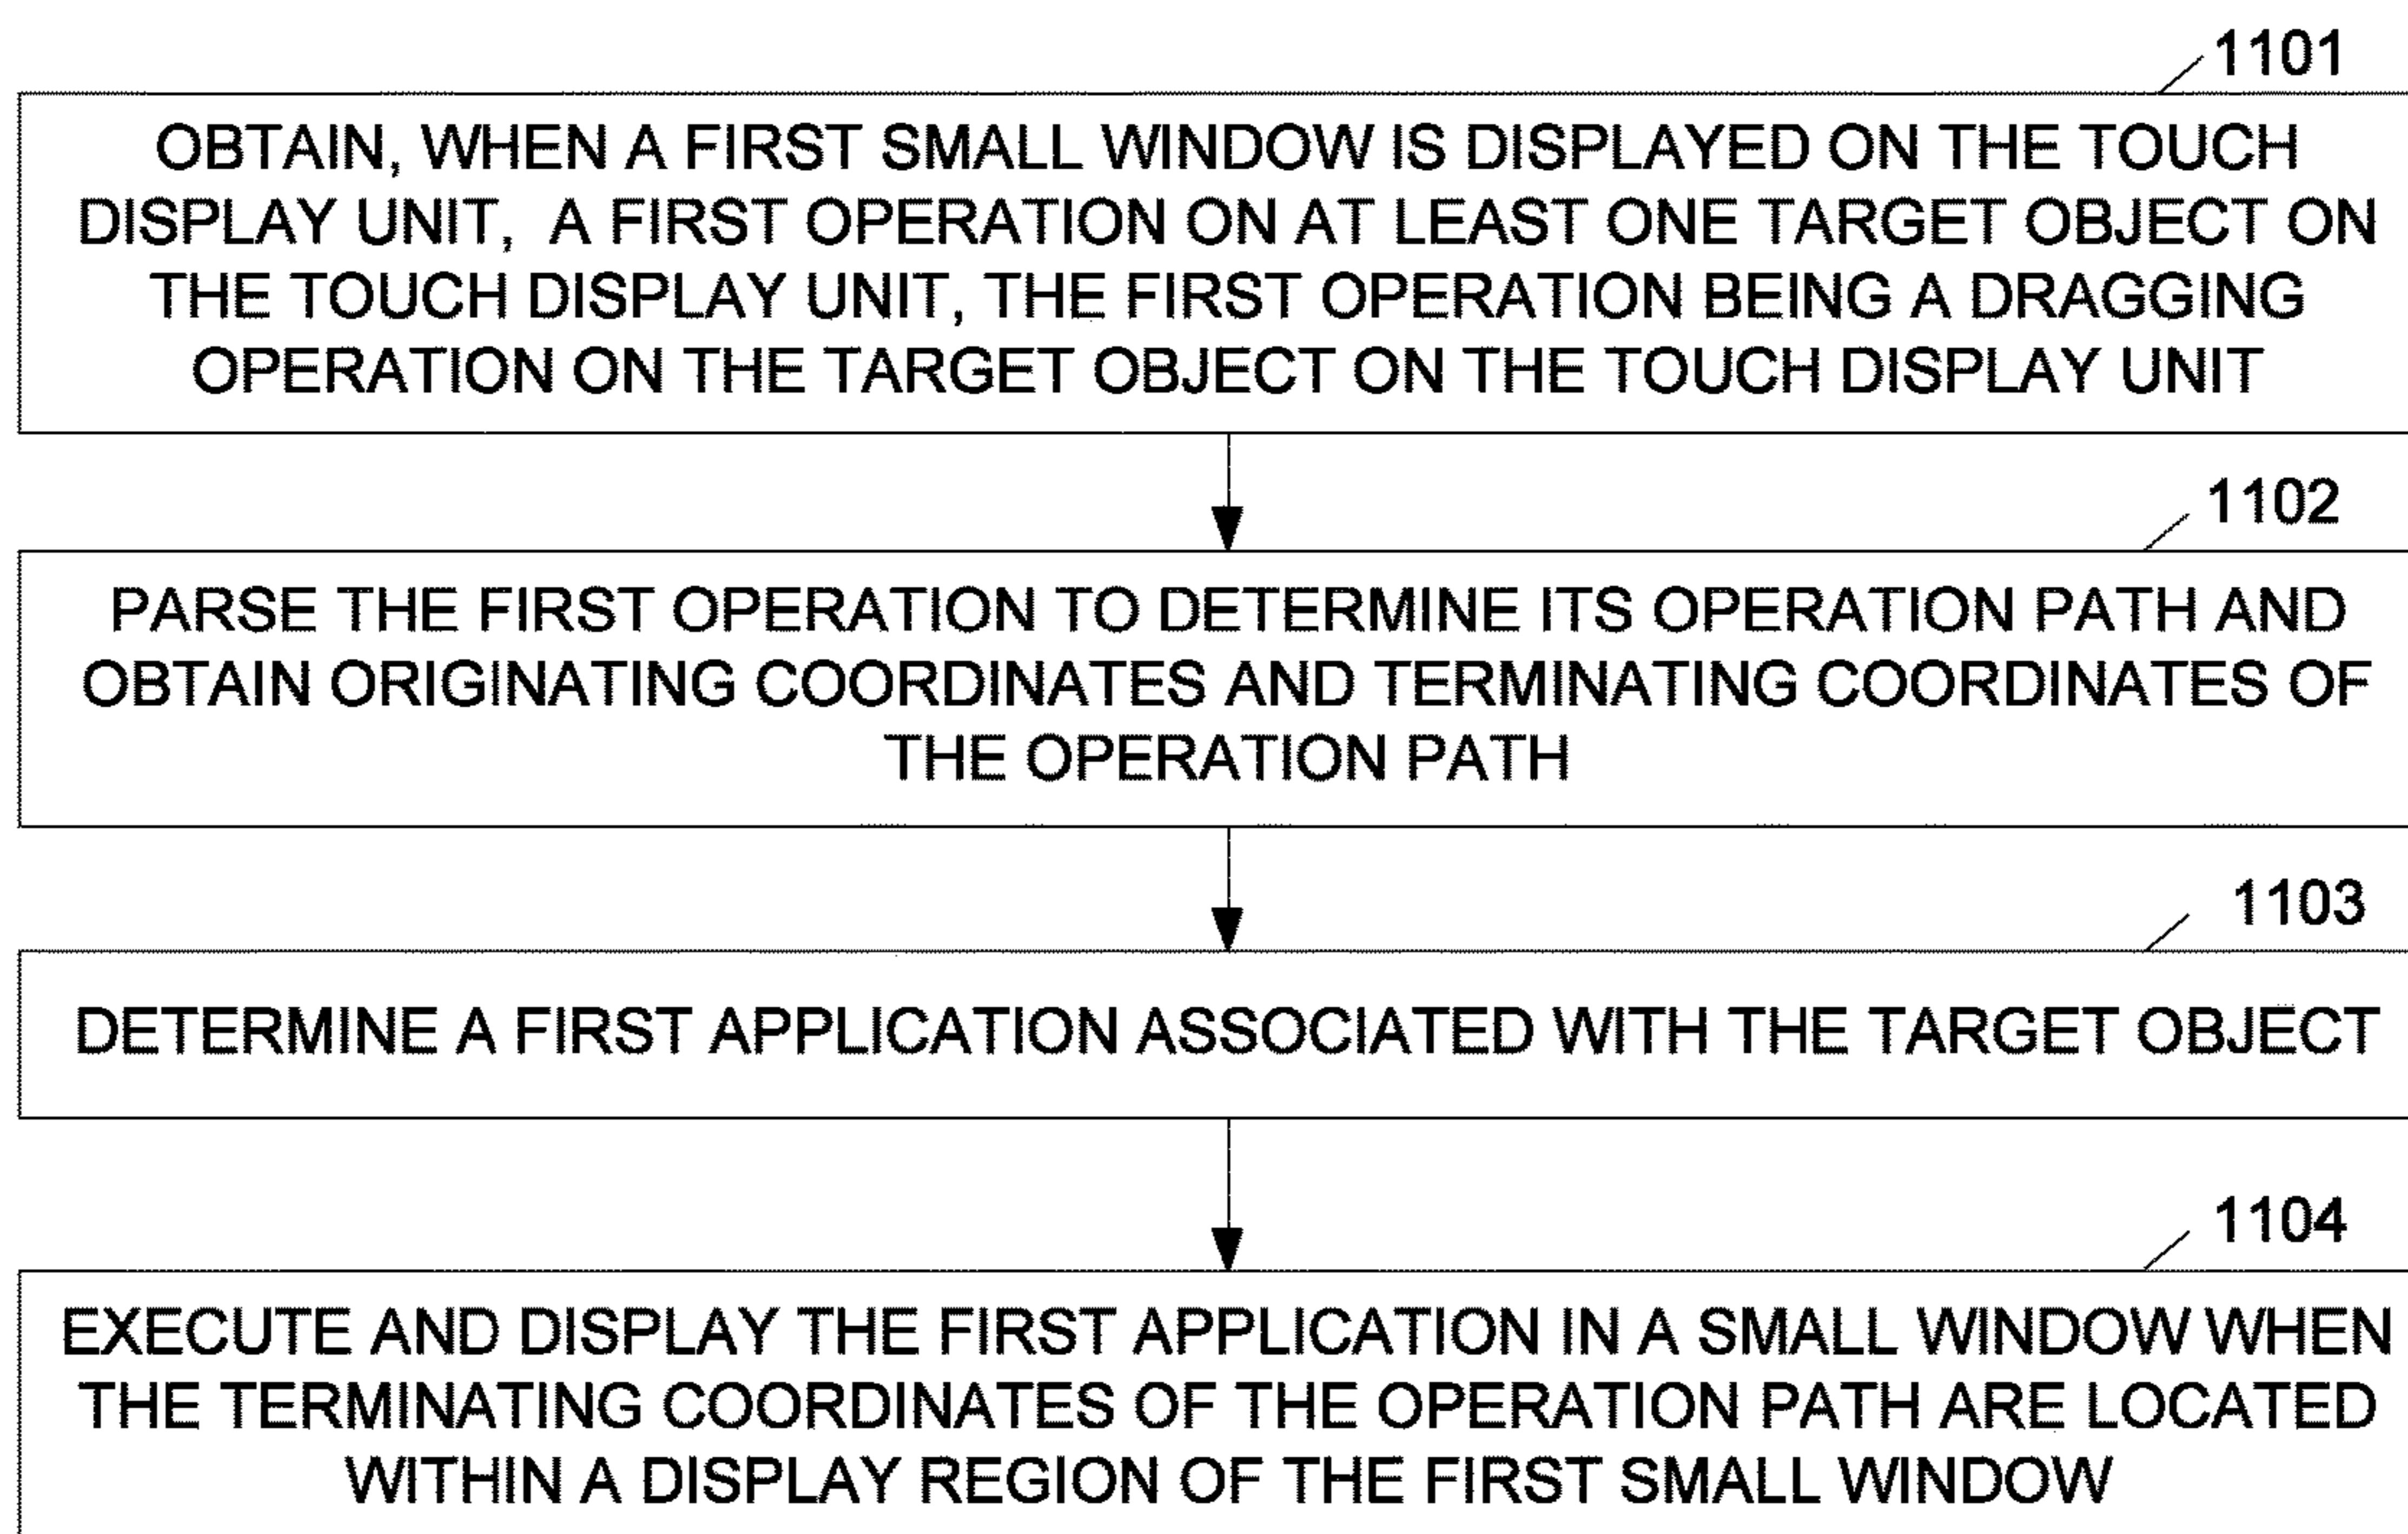 1101
OBTAIN, WHEN A FIRST SMALL WINDOW IS DISPLAYED ON THE TOUCH
DISPLAY UNIT, A FIRST OPERATION ON AT LEAST ONE TARGET OBJECT ON
THE TOUCH DISPLAY UNIT, THE FIRST OPERATION BEING A DRAGGING
OPERATION ON THE TARGET OBJECT ON THE TOUCH DISPLAY UNIT
1102
PARSE THE FIRST OPERATION TO DETERMINE ITS OPERATION PATH AND
OBTAIN ORIGINATING COORDINATES AND TERMINATING COORDINATES OF
THE OPERATION PATH
1103
DETERMINE A FIRST APPLICATION ASSOCIATED WITH THE TARGET OBJECT
1104
EXECUTE AND DISPLAY THE FIRST APPLICATION IN A SMALL WINDOW WHEN
THE TERMINATING COORDINATES OF THE OPERATION PATH ARE LOCATED
WITHIN A DISPLAY REGION OF THE FIRST SMALL WINDOW